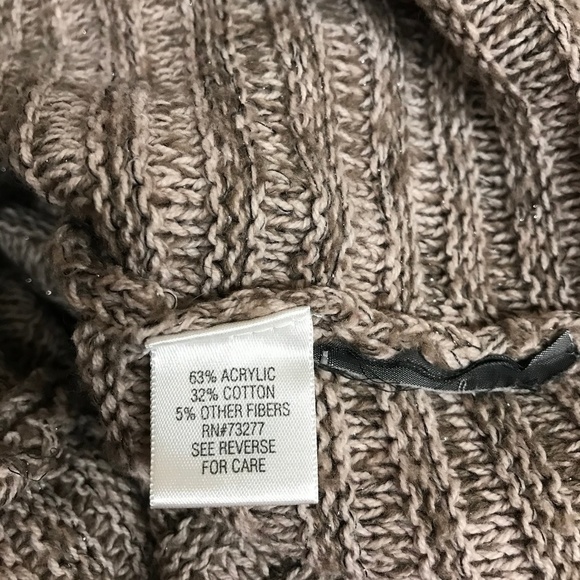 63% ACRYLIC
32% COTTON
5% OTHER FIBERS
RN#73277
SEE REVERSE
FOR CARE